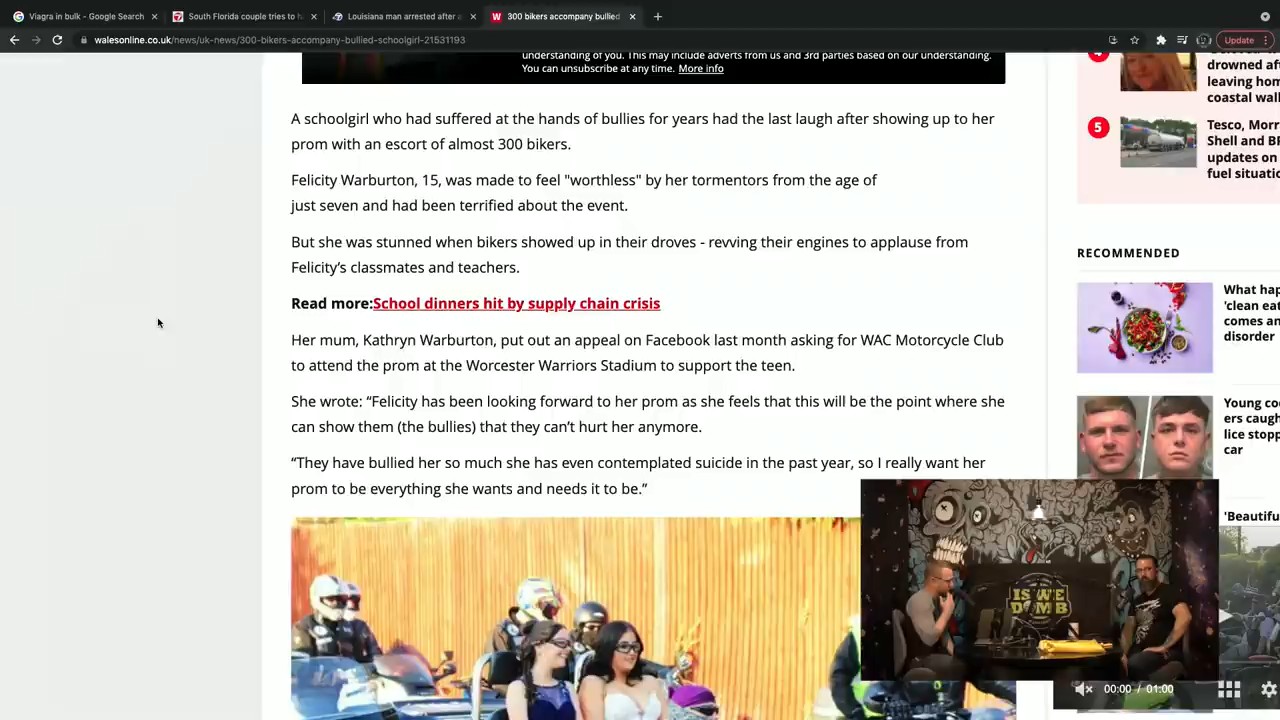 Viagra in bulk - Google Search
South Florida couple tries to h
Louisiana man arrested after a
300 bikers accompany bullied
walesonline.co.uk/news/uk-news/300-bikers-accompany-bullied-schoolgirl-21531193
Update
understanding of you. This may include adverts from us and 3rd parties based on our understanding.
You can unsubscribe at any time. More info
A schoolgirl who had suffered at the hands of bullies for years had the last laugh after showing up to her
prom with an escort of almost 300 bikers.
Felicity Warburton, 15, was made to feel "worthless" by her tormentors from the age of
just seven and had been terrified about the event.
But she was stunned when bikers showed up in their droves - revving their engines to applause from
Felicity’s classmates and teachers.
Read more:School dinners hit by supply chain crisis
Her mum, Kathryn Warburton, put out an appeal on Facebook last month asking for WAC Motorcycle Club
to attend the prom at the Worcester Warriors Stadium to support the teen.
She wrote: “Felicity has been looking forward to her prom as she feels that this will be the point where she
can show them (the bullies) that they can’t hurt her anymore.
“They have bullied her so much she has even contemplated suicide in the past year, so I really want her
prom to be everything she wants and needs it to be.”
drowned aft
leaving hom
coastal walk
5
Tesco, Morr
Shell and BP
updates on
fuel situatio
RECOMMENDED
What hap
'clean eat
comes an
disorder
Young co
ers caugh
lice stopp
car
'Beautifu
IS WE
DUMB
00:00 / 01:00